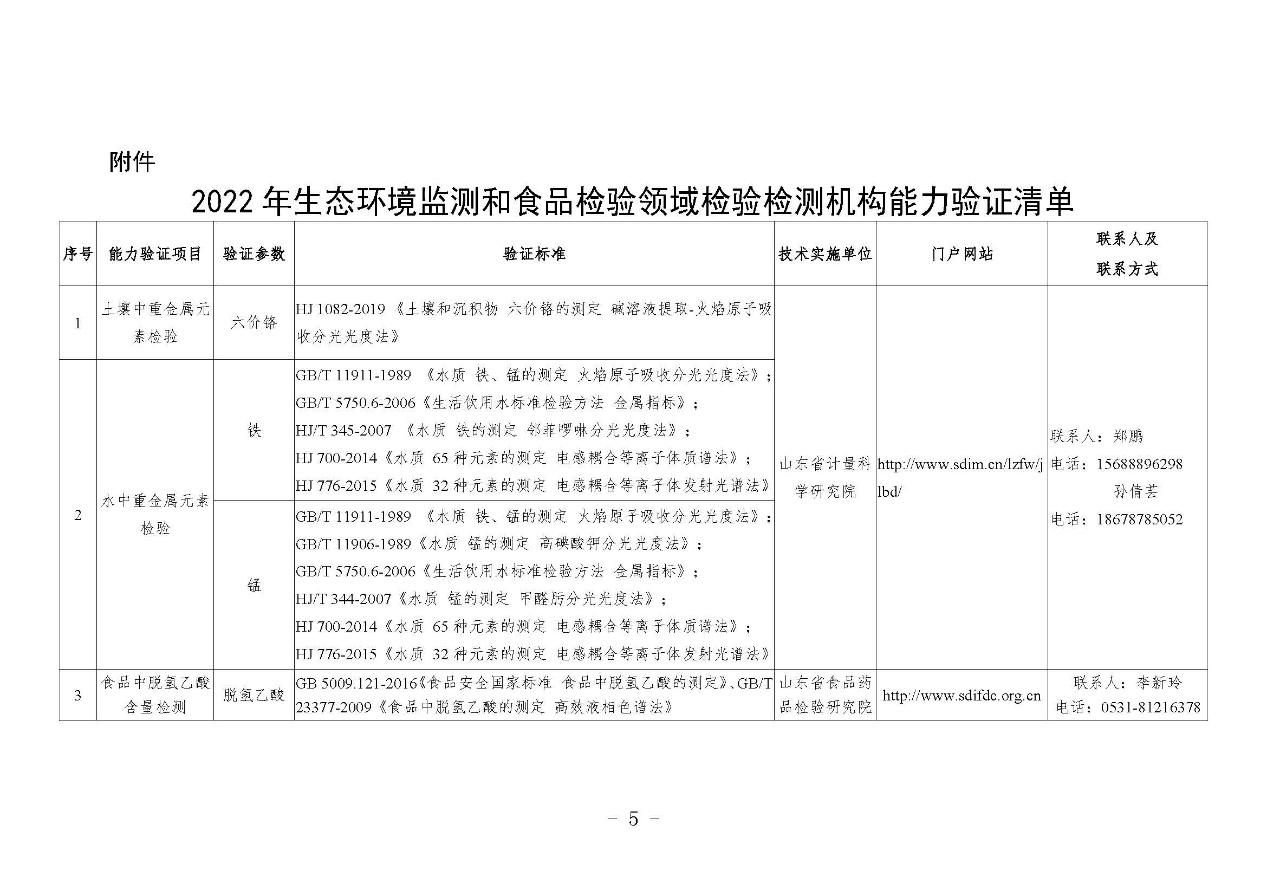 附件
2022 年生态环境监测和食品检验领域检验检测机构能力验证清单
序号 能力验证项目 验证参数 验证标准 技术实施单位 门户网站 联系人及
联系方式
1 土壤中重金属元
素检验
六价铬
HJ 1082-2019 《土壤和沉积物 六价铬的测定 碱溶液提取-火焰原子吸
收分光光度法》
2 水中重金属元素
检验
铁
GB/T 11911-1989 《水质 铁、锰的测定 火焰原子吸收分光光度法》;
GB/T 5750.6-2006《生活饮用水标准检验方法 金属指标》;
HJ/T 345-2007 《水质 铁的测定 邻菲啰啉分光光度法》;
HJ 700-2014《水质 65 种元素的测定 电感耦合等离子体质谱法》;
HJ 776-2015《水质 32 种元素的测定 电感耦合等离子体发射光谱法》
锰
GB/T 11911-1989 《水质 铁、锰的测定 火焰原子吸收分光光度法》;
GB/T 11906-1989《水质 锰的测定 高碘酸钾分光光度法》;
GB/T 5750.6-2006《生活饮用水标准检验方法 金属指标》;
HJ/T 344-2007《水质 锰的测定 甲醛肟分光光度法》;
HJ 700-2014《水质 65 种元素的测定 电感耦合等离子体质谱法》;
HJ 776-2015《水质 32 种元素的测定 电感耦合等离子体发射光谱法》
山东省计量科
学研究院
http://www.sdim.cn/lzfw/j
lbd/
联系人：郑鹏
电话：15688896298
孙倩芸
电话：18678785052
3 食品中脱氢乙酸
含量检测
脱氢乙酸
GB 5009.121-2016《食品安全国家标准 食品中脱氢乙酸的测定》、GB/T
23377-2009《食品中脱氢乙酸的测定 高效液相色谱法》
山东省食品药
品检验研究院
http://www.sdifdc.org.cn
联系人：李新玲
电话：0531-81216378
- 5 -